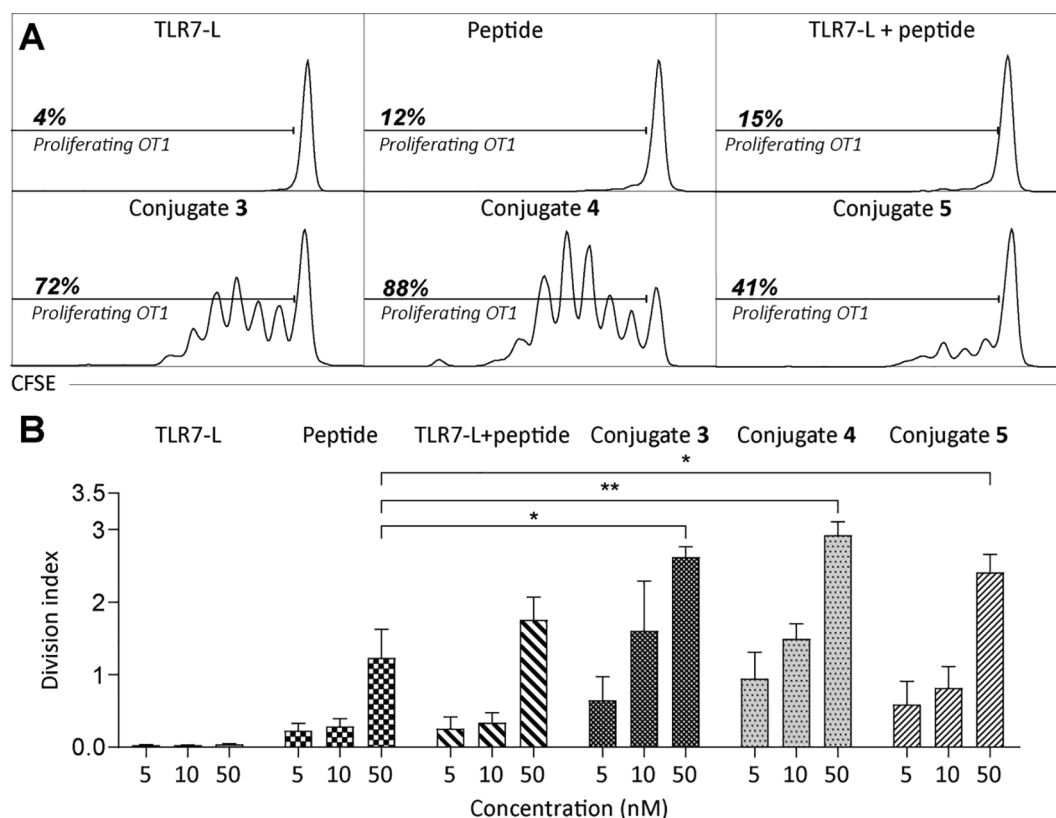 A
TLR7-L
Peptide
TLR7-L + peptide
4%
Proliferating OT1
12%
Proliferating OT1
15%
Proliferating OT1
Conjugate 3
Conjugate 4
Conjugate 5
72%
Proliferating OT1
88%
Proliferating OT1
41%
Proliferating OT1
CFSE
B
TLR7-L
Peptide
TLR7-L+peptide
Conjugate 3
Conjugate 4
Conjugate 5
*
**
*
3.5
3
2
1
0.0
Division index
5 10 50 5 10 50 5 10 50 5 10 50 5 10 50 5 10 50
Concentration (nM)